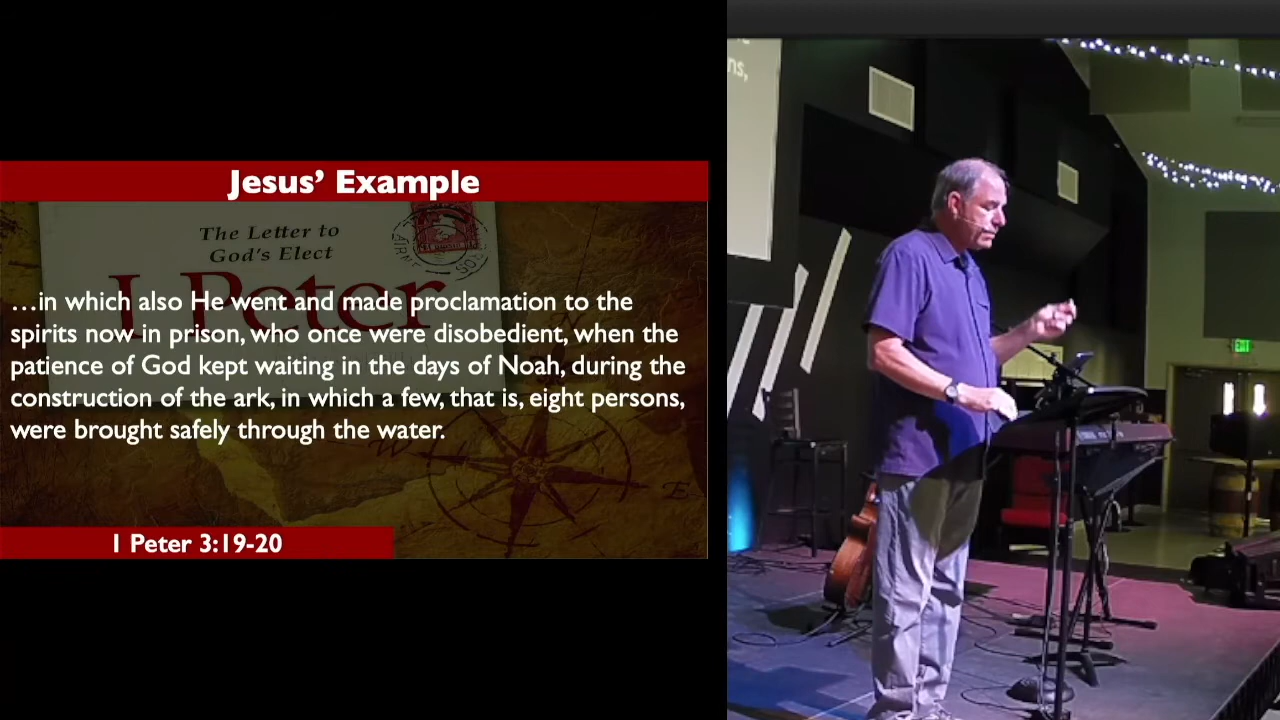 Jesus’ Example
The Letter to
God's Elect
I Peter
…in which also He went and made proclamation to the
spirits now in prison, who once were disobedient, when the
patience of God kept waiting in the days of Noah, during the
construction of the ark, in which a few, that is, eight persons,
were brought safely through the water.
1 Peter 3:19-20
ns,
EXIT